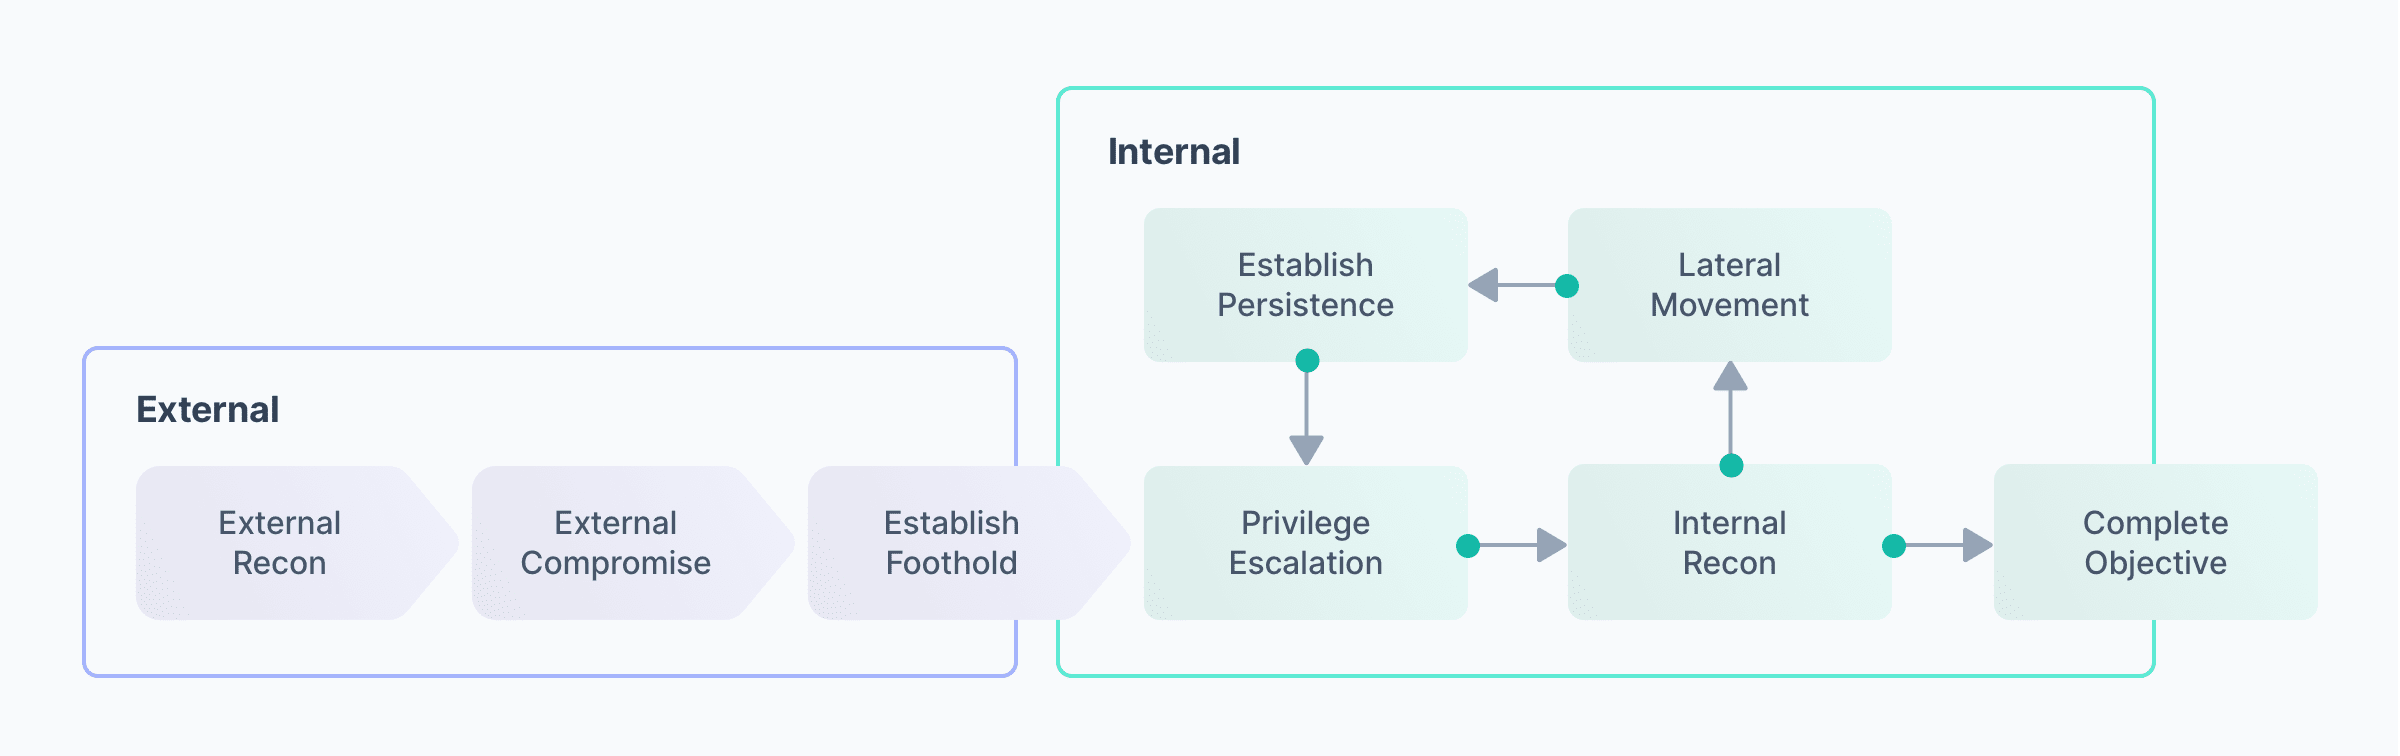 Internal
Establish
Persistence
Lateral
Movement
External
External
Recon
External
Compromise
Establish
Foothold
Privilege
Escalation
Internal
Recon
Complete
Objective